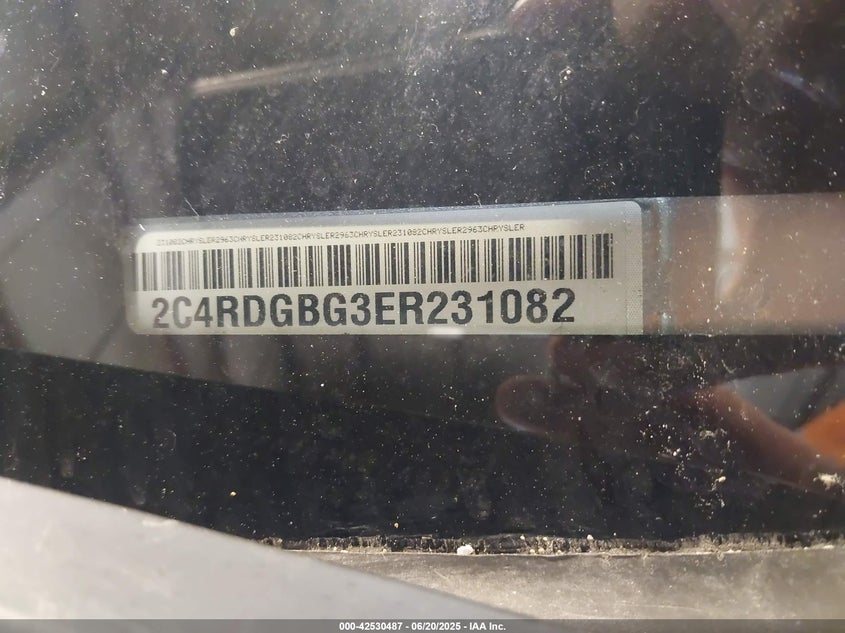 231082CHRYSLER2963CHRYSLER231082CHRYSLER2963CHRYSLER231082CHRYSLER2963CHRYSLER
2C4RDGBG3ER231082
000-42530487 - 06/20/2025 - IAA Inc.